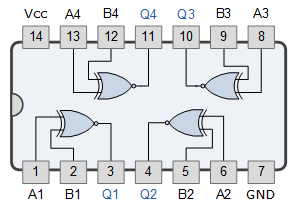 Vcc A4 B4 Q4 Q3 B3 A3
14 13 12 11 10 9 8
1 2 3 4 5 6 7
A1 B1 Q1 Q2 B2 A2 GND